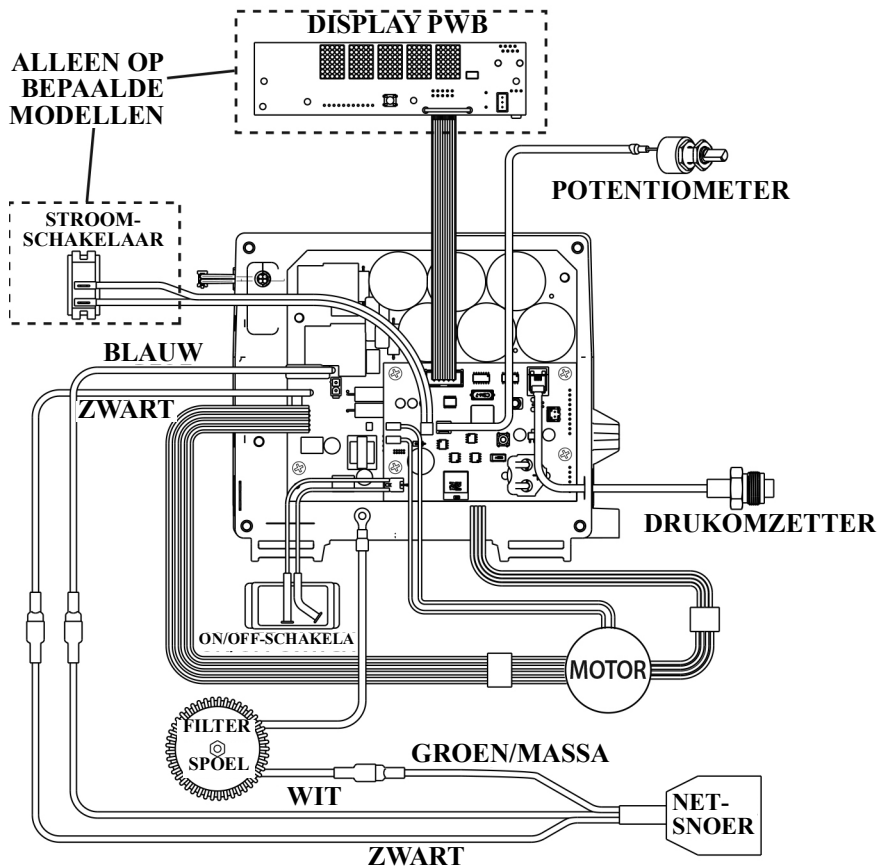 DISPLAY PWB
ALLEEN OP
BEPAALDE
MODELLEN
POTENTIOMETER
STROOM-
SCHAKELAAR
BLAUW
ZWART
DRUKOMZETTER
ON/OFF-SCHAKELA
MOTOR
FILTER
SPOEL
GROEN/MASSA
WIT
NET-
SNOER
ZWART